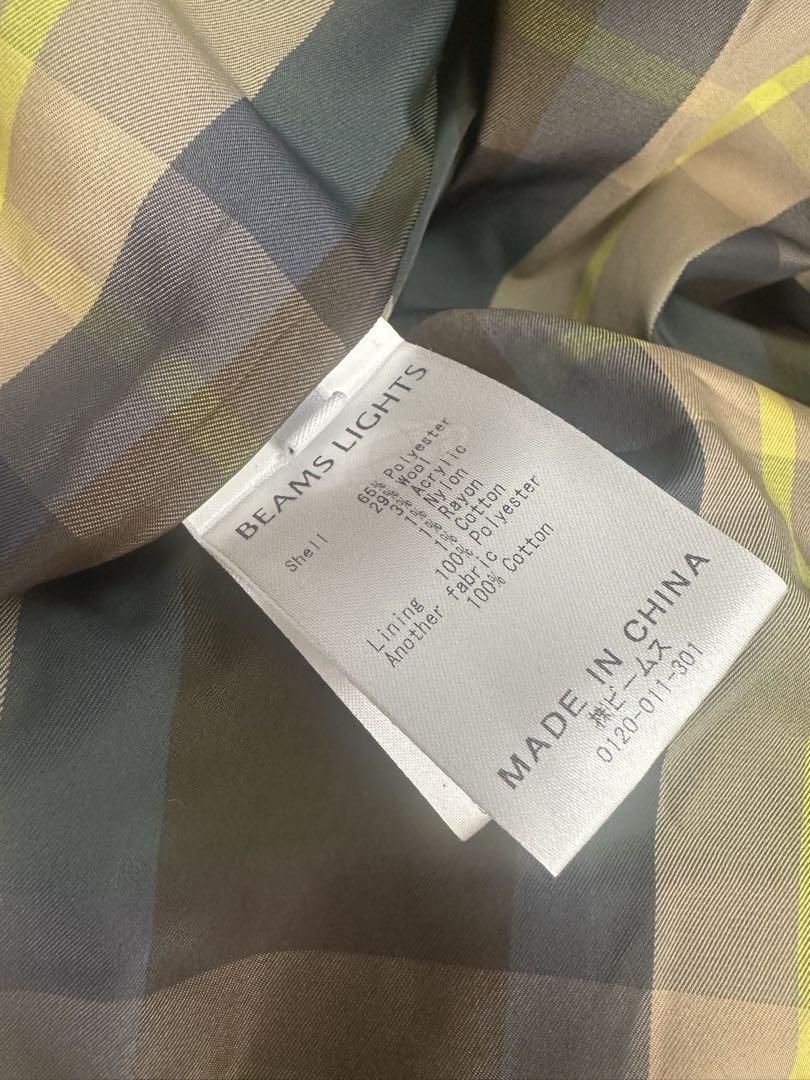 BEAMS LIGHTS
Shell 65% Polyester
29% Wool
3% Acrylic
1% Nylon
1% Rayon
1% Cotton
Lining 100% Polyester
Another fabric
100% Cotton
MADE IN CHINA
㈱ビームス
0120-011-301